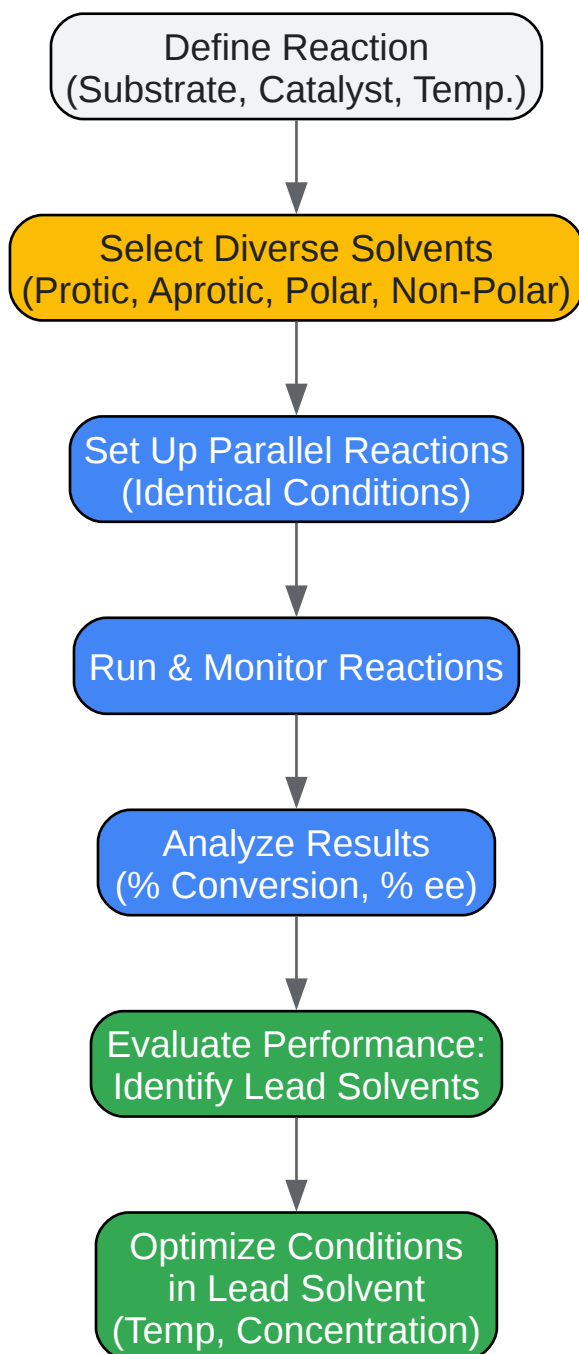 Define Reaction
(Substrate, Catalyst, Temp.)
Select Diverse Solvents
(Protic, Aprotic, Polar, Non-Polar)
Set Up Parallel Reactions
(Identical Conditions)
Run & Monitor Reactions
Analyze Results
(% Conversion, % ee)
Evaluate Performance:
Identify Lead Solvents
Optimize Conditions
in Lead Solvent
(Temp, Concentration)